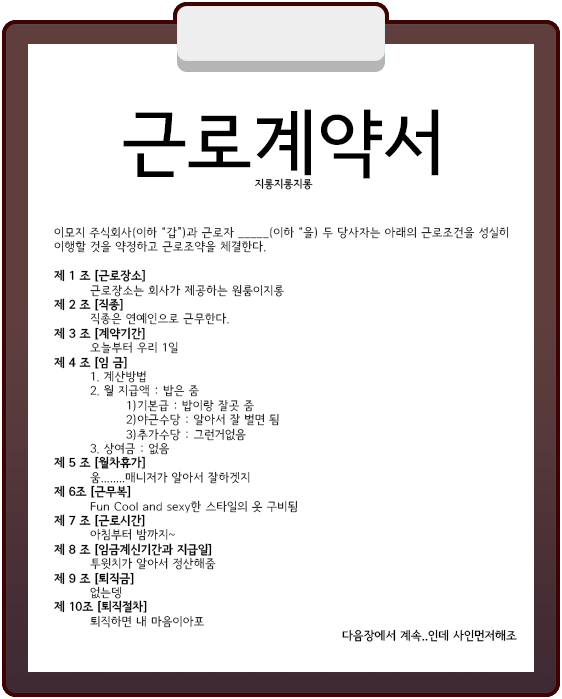 근로계약서
지롱지롱지롱
이모지 주식회사(이하 "갑")과 근로자 _____(이하 "을) 두 당사자는 아래의 근로조건을 성실히
이행할 것을 약정하고 근로조약을 체결한다.
제 1 조 [근로장소]
근로장소는 회사가 제공하는 원룸이지롱
제 2 조 [직종]
직종은 연예인으로 근무한다.
제 3 조 [계약기간]
오늘부터 우리 1일
제 4 조 [임 금]
1. 계산방법
2. 월 지급액 : 밥은 줌
1)기본급 : 밥이랑 잘곳 줌
2)야근수당 : 알아서 잘 벌면 됨
3)추가수당 : 그런거없음
3. 상여금 : 없음
제 5 조 [월차휴가]
움........매니저가 알아서 잘하겟지
제 6조 [근무복]
Fun Cool and sexy한 스타일의 옷 구비됨
제 7 조 [근로시간]
아침부터 밤까지~
제 8 조 [임금계신기간과 지급일]
투윗치가 알아서 정산해줌
제 9 조 [퇴직금]
없는뎅
제 10조 [퇴직절차]
퇴직하면 내 마음이아포
다음장에서 계속..인데 사인먼저해조